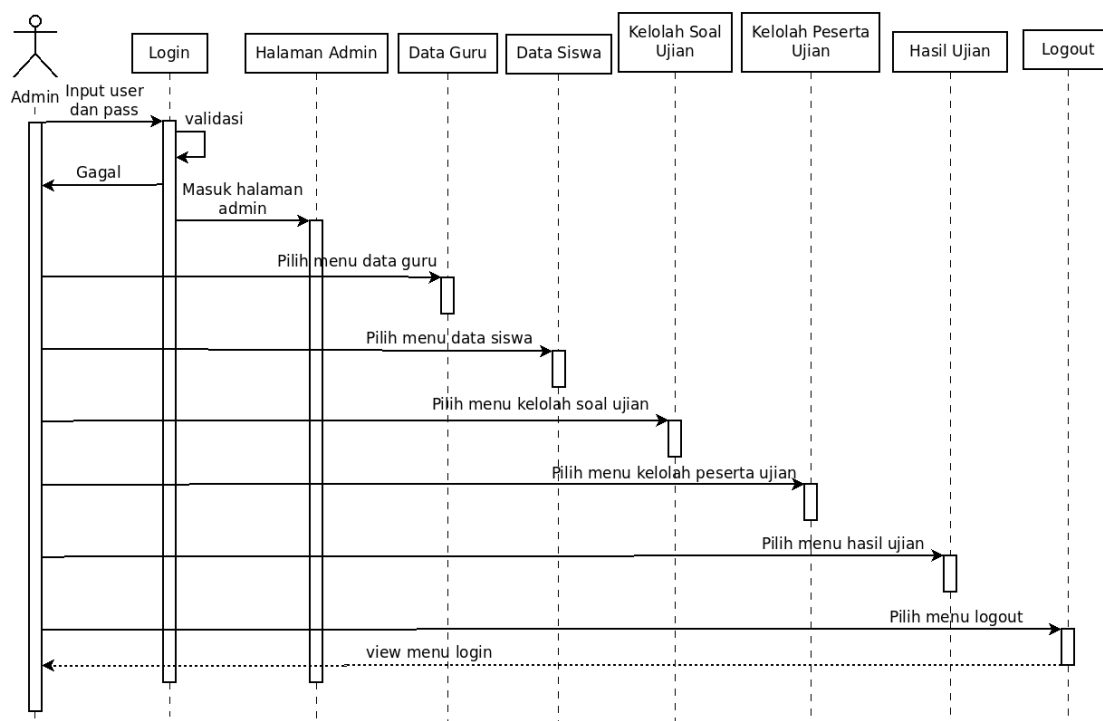 Login
Halaman Admin
Data Guru
Data Siswa
Kelolah Soal
Ujian
Kelolah Peserta
Ujian
Hasil Ujian
Logout
Admin
Input user
dan pass
validasi
Gagal
Masuk halaman
admin
Pilih menu data guru
Pilih menu data siswa
Pilih menu kelolah soal ujian
Pilih menu kelolah peserta ujian
Pilih menu hasil ujian
Pilih menu logout
view menu login